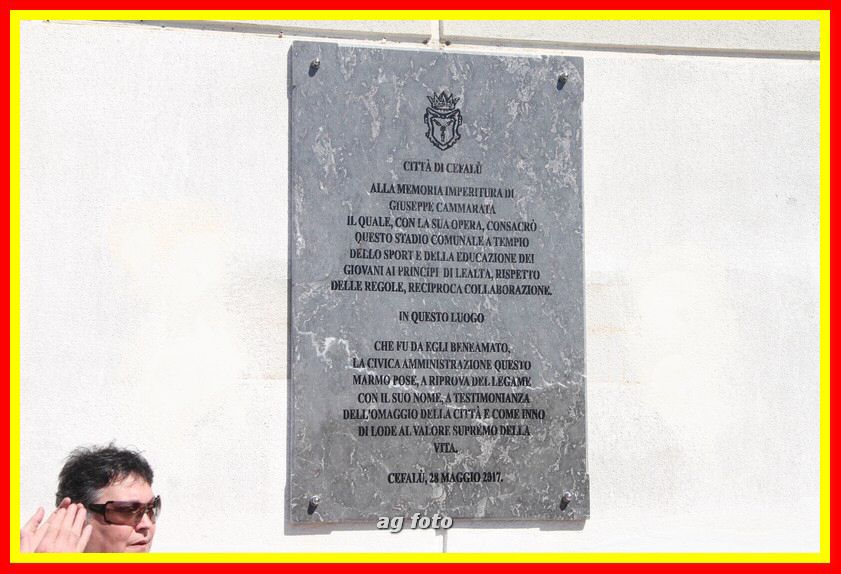 CITTÀ DI CEFALÙ
ALLA MEMORIA IMPERITURA DI
GIUSEPPE CAMMARATA
IL QUALE, CON LA SUA OPERA, CONSACRÒ
QUESTO STADIO COMUNALE A TEMPIO
DELLO SPORT E DELLA EDUCAZIONE DEI
GIOVANI AI PRINCÍPI DI LEALTA, RISPETTO
DELLE REGOLE, RECIPROCA COLLABORAZIONE.
IN QUESTO LUOGO
CHE FU DA EGLI BENEAMATO,
LA CIVICA AMMINISTRAZIONE QUESTO
MARMO POSE, A RIPROVA DEL LEGAME
CON IL SUO NOME, A TESTIMONIANZA
DELL'OMAGGIO DELLA CITTÀ E COME INNO
DI LODE AL VALORE SUPREMO DELLA
VITA.
CEFALÙ, 28 MAGGIO 2017.
ag foto